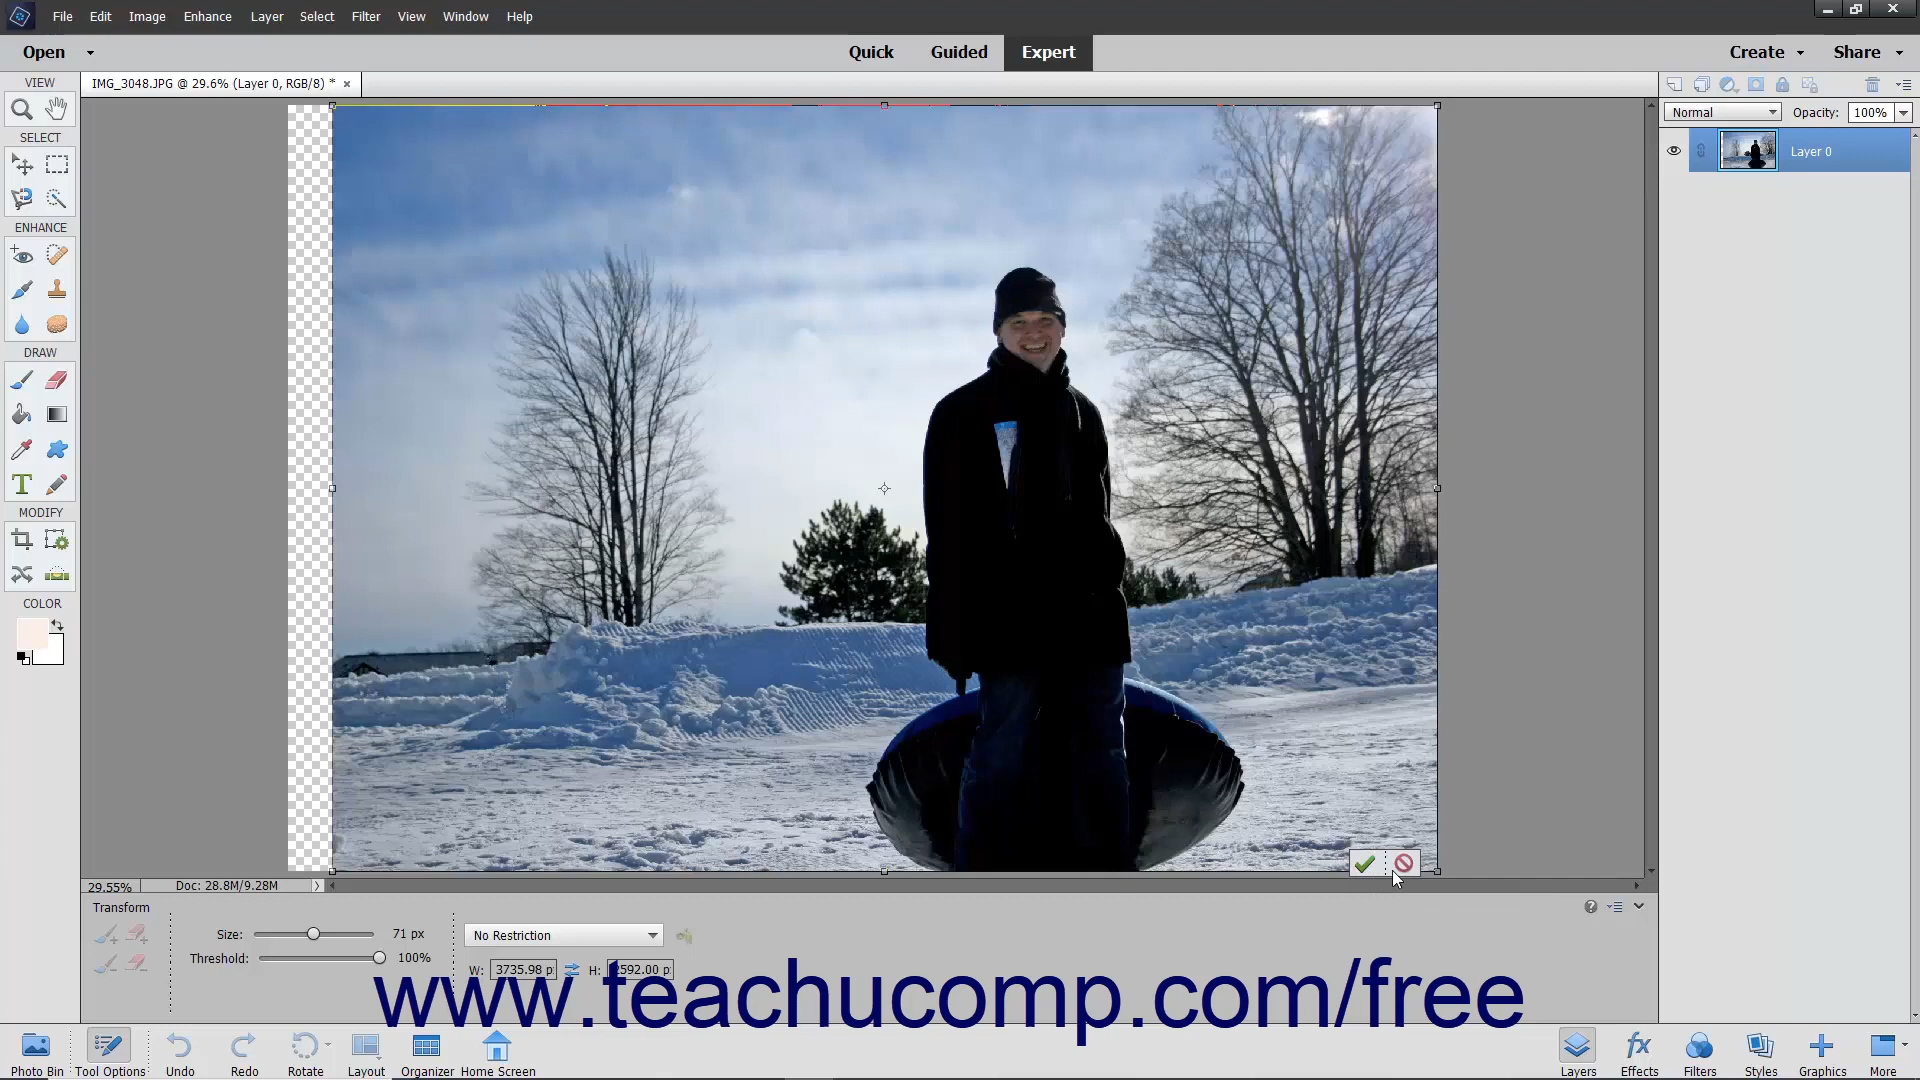 File Edit Image Enhance Layer Select Filter View Window Help
Open Quick Guided Expert Create Share
VIEW
IMG_3048.JPG @ 29.6% (Layer 0, RGB/8) * ×
Normal Opacity: 100%
SELECT
Layer 0
ENHANCE
DRAW
T
MODIFY
COLOR
29.55% Doc: 28.8M/9.28M
Transform
Size: 71 px No Restriction
Threshold: 100%
W: 3735.98 p H: 2592.00 p
www.teachucomp.com/free
Photo Bin Tool Options Undo Redo Rotate Layout Organizer Home Screen fx Layers Effects Filters Styles Graphics More